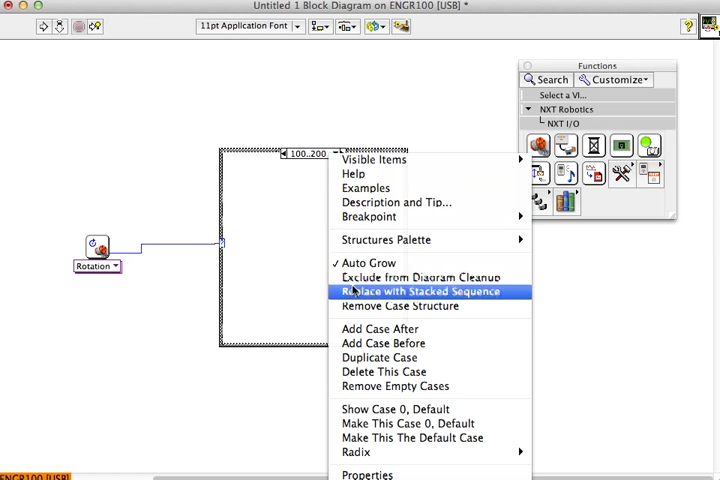 Untitled 1 Block Diagram on ENGR100 [USB] *
11pt Application Font
?
Functions
Search
Customize
Select a VI...
NXT Robotics
NXT I/O
100..200
Rotation
?
Visible Items
Help
Examples
Description and Tip...
Breakpoint
Structures Palette
✓ Auto Grow
Exclude from Diagram Cleanup
Replace with Stacked Sequence
Remove Case Structure
Add Case After
Add Case Before
Duplicate Case
Delete This Case
Remove Empty Cases
Show Case 0, Default
Make This Case 0, Default
Make This The Default Case
Radix
Properties
ENGR100 [USB]